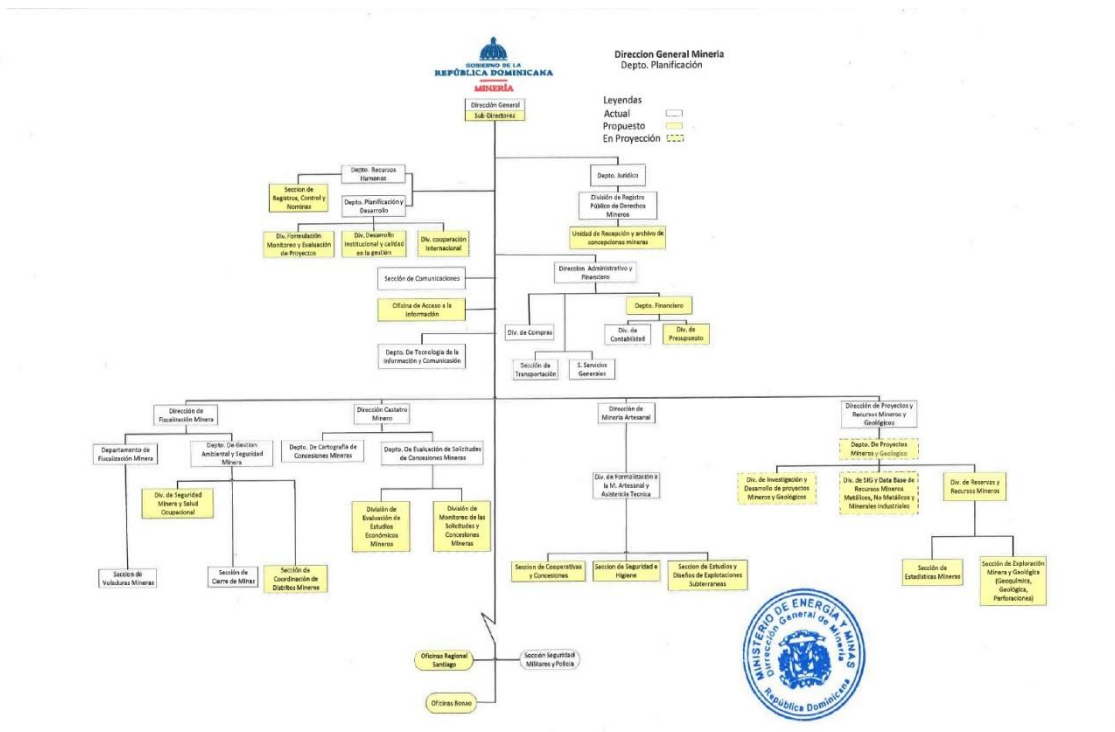 GOBIERNO DE LA
REPÚBLICA DOMINICANA
MINERÍA
Direccion General Mineria
Depto. Planificación
Leyendas
Actual
Propuesto
En Proyección
Dirección General
Sub-Directores
Depto. Recursos
Humanos
Seccion de
Registros, Control y
Nominas
Depto. Planificación y
Desarrollo
Div. Formulación
Monitoreo y Evaluación
de Proyectos
Div. Desarrollo
Institucional y calidad
en la gestión
Div. cooperación
Internacional
Depto. Jurídico
División de Registro
Público de Derechos
Mineros
Unidad de Recepción y archivo de
concepciones mineras
Sección de Comunicaciones
Oficina de Acceso a la
Información
Depto. De Tecnología de la
Información y Comunicación
Direccion Administrativo y
Financiero
Div. de Compras
Depto. Financiero
Div. de
Contabilidad
Div. de
Presupuesto
Sección de
Transportación
S. Servicios
Generales
Dirección de
Fiscalización Minera
Departamento de
Fiscalización Minera
Depto. De Gestion
Ambiental y Seguridad
Minera
Div. de Seguridad
Minera y Salud
Ocupacional
Seccion de
Voladuras Mineras
Sección de
Cierre de Minas
Sección de
Coordinación de
Distritos Mineros
Dirección Castatro
Minero
Depto. De Cartografía de
Concesiones Mineras
Depto. De Evaluación de Solicitudes
de Concesiones Mineras
División de
Evaluación de
Estudios
Económicos
Mineros
División de
Monitoreo de las
Solicitudes y
Concesiones
Mineras
Dirección de
Minería Artesanal
Div. de Formalización a
la M. Artesanal y
Asistencia Tecnica
Seccion de Cooperativas
y Concesiones
Seccion de Seguridad e
Higiene
Seccion de Estudios y
Diseños de Explotaciones
Subterraneas
Dirección de Proyectos y
Recursos Mineros y
Geológicos
Depto. De Proyectos
Mineros y Geologico
Div. de Investigación y
Desarrollo de proyectos
Mineros y Geológicos
Div. de SIG y Data Base de
Recursos Mineros
Metálicos, No Metálicos y
Minerales Industriales
Div. de Reservas y
Recursos Mineros
Sección de
Estadísticas Mineras
Sección de Exploración
Minera y Geológica
(Geoquímica,
Geológica,
Perforaciones)
Oficinas Regional
Santiago
Sección Seguridad
Militares y Policia
Oficinas Bonao
MINISTERIO DE ENERGÍA Y MINAS
Dirección General de Minería
República Dominicana